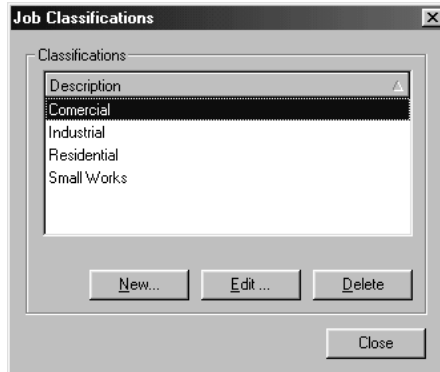 Job Classifications
Classifications
Description
Comercial
Industrial
Residential
Small Works
New... Edit ... Delete
Close